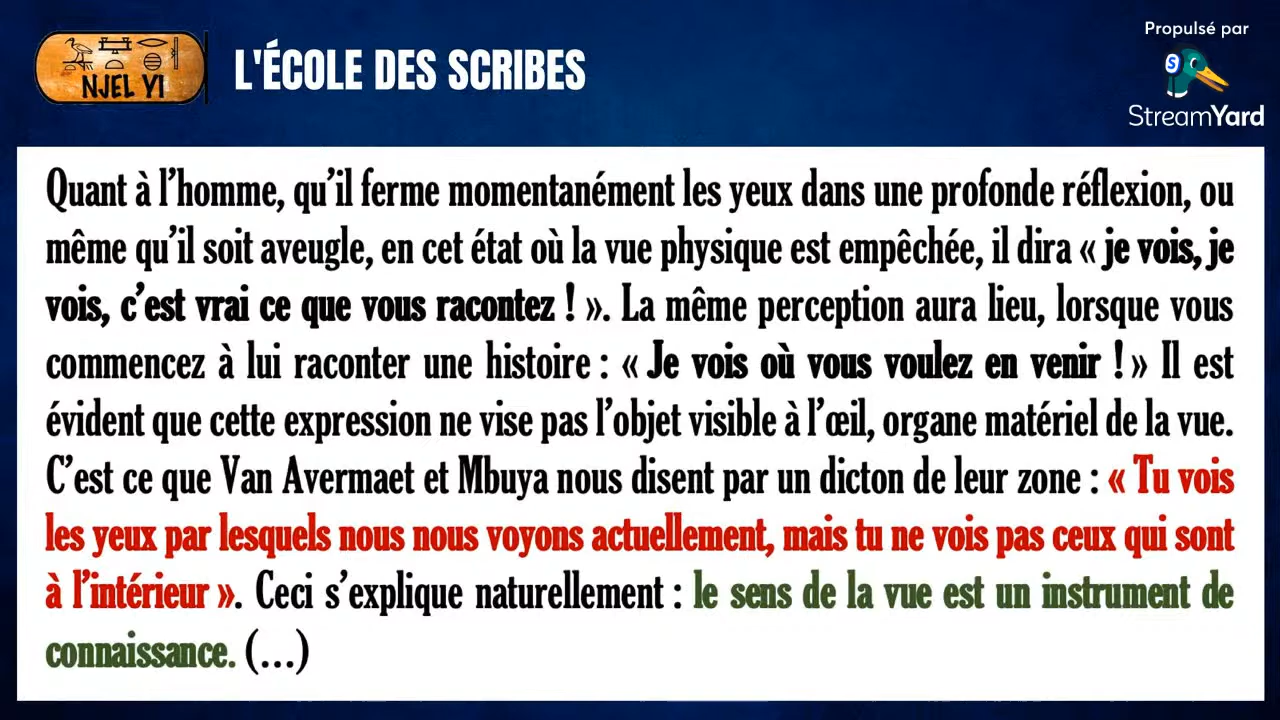 Propulsé par
NJEL YI
L'ÉCOLE DES SCRIBES
S
StreamYard
Quant à l’homme, qu’il ferme momentanément les yeux dans une profonde réflexion, ou
même qu’il soit aveugle, en cet état où la vue physique est empêchée, il dira « je vois, je
vois, c’est vrai ce que vous racontez ! ». La même perception aura lieu, lorsque vous
commencez à lui raconter une histoire : « Je vois où vous voulez en venir ! » Il est
évident que cette expression ne vise pas l’objet visible à l’œil, organe matériel de la vue.
C’est ce que Van Avermaet et Mbuya nous disent par un dicton de leur zone : « Tu vois
les yeux par lesquels nous nous voyons actuellement, mais tu ne vois pas ceux qui sont
à l’intérieur ». Ceci s’explique naturellement : le sens de la vue est un instrument de
connaissance. (…)